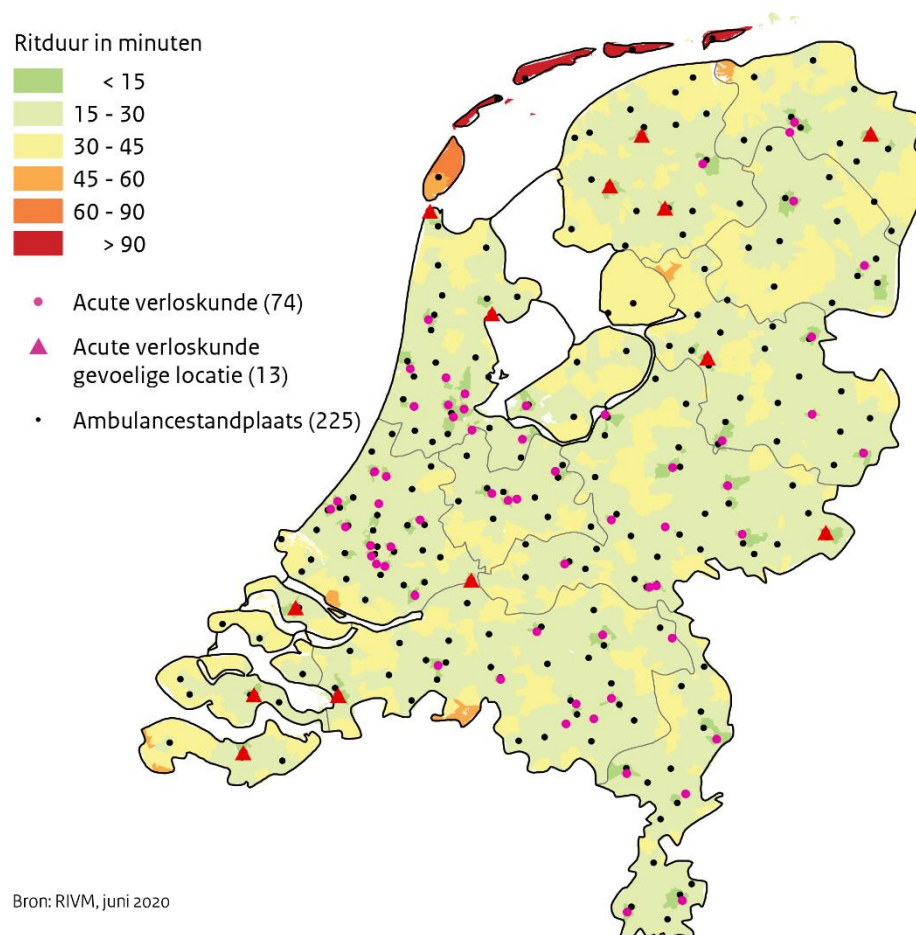 Ritduur in minuten
< 15
15 - 30
30 - 45
45 - 60
60 - 90
> 90
Acute verloskunde (74)
Acute verloskunde
gevoelige locatie (13)
Ambulancestandplaats (225)
Bron: RIVM, juni 2020